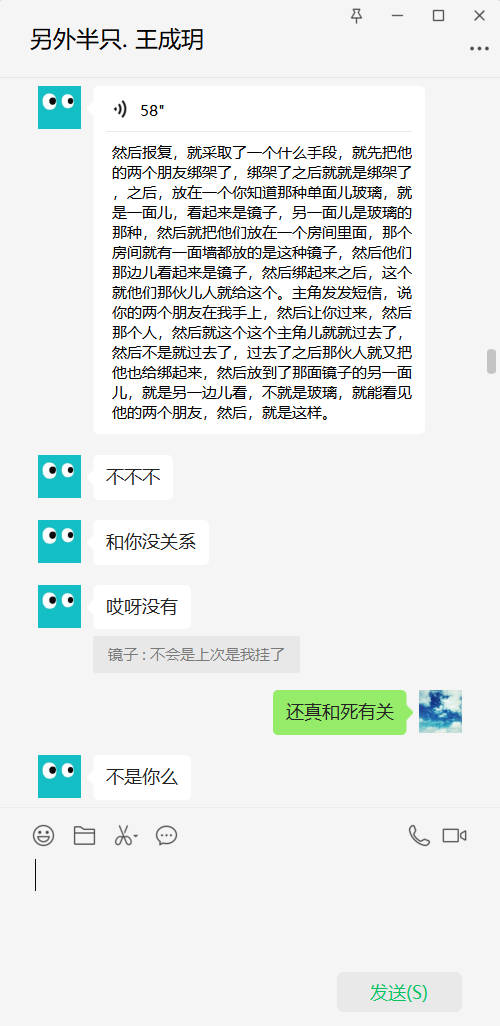 另外半只. 王成玥
58"
然后报复，就采取了一个什么手段，就先把他
的两个朋友绑架了，绑架了之后就就是绑架了
，之后，放在一个你知道那种单面儿玻璃，就
是一面儿，看起来是镜子，另一面儿是玻璃的
那种，然后就把他们放在一个房间里面，那个
房间就有一面墙都放的是这种镜子，然后他们
那边儿看起来是镜子，然后绑起来之后，这个
就他们那伙儿人就给这个。主角发发短信，说
你的两个朋友在我手上，然后让你过来，然后
那个人，然后就这个这个主角儿就就过去了，
然后不是就过去了，过去了之后那伙人就又把
他也给绑起来，然后放到了那面镜子的另一面
儿，就是另一边儿看，不就是玻璃，就能看见
他的两个朋友，然后，就是这样。
不不不
和你没关系
哎呀没有
镜子 : 不会是上次是我挂了
还真和死有关
不是你么
发送(S)